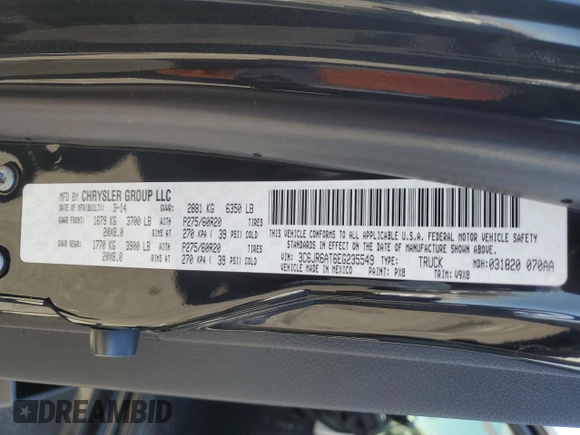 MFD BY CHRYSLER GROUP LLC
DATE OF MFR(BUILT): 3-14 GVWR: 2881 KG 6350 LB
GAWR FRONT: 1679 KG 3700 LB WITH P275/60R20 TIRES
20X8.0 RIMS AT 270 KPA ( 39 PSI) COLD
GAWR REAR: 1770 KG 3900 LB WITH P275/60R20 TIRES
20X8.0 RIMS AT 270 KPA ( 39 PSI) COLD
THIS VEHICLE CONFORMS TO ALL APPLICABLE U.S.A. FEDERAL MOTOR VEHICLE SAFETY
STANDARDS IN EFFECT ON THE DATE OF MANUFACTURE SHOWN ABOVE.
VIN: 3C6JR6AT6EG235549 TYPE: TRUCK MDH: 031820 070AA
VEHICLE MADE IN MEXICO PAINT: PX8 TRIM: V9X8
DREAMBID